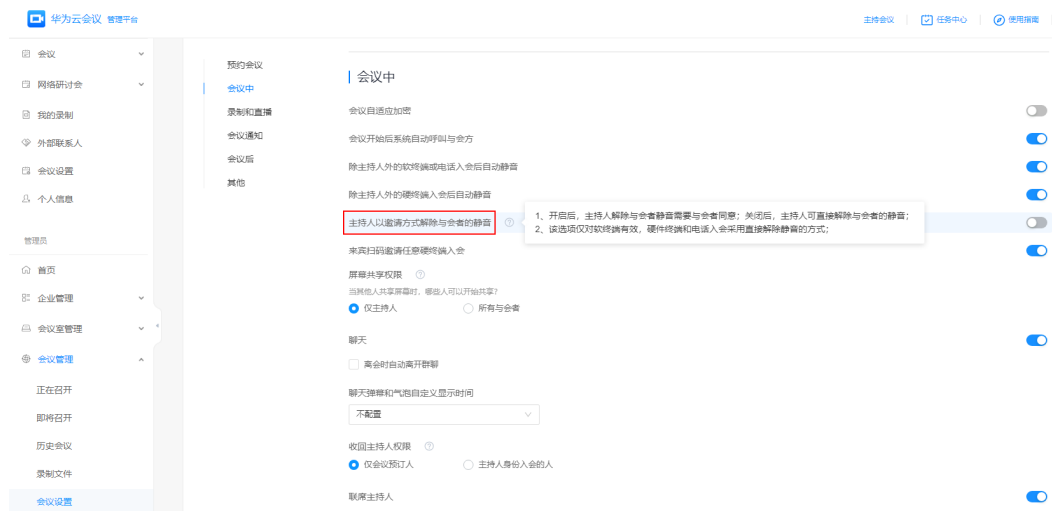 华为云会议 管理平台
主持会议
任务中心
使用指南
会议
网络研讨会
我的录制
外部联系人
会议设置
个人信息
管理员
首页
企业管理
会议室管理
会议管理
正在召开
即将召开
历史会议
录制文件
会议设置
预约会议
会议中
录制和直播
会议通知
会议后
其他
会议中
会议自适应加密
会议开始后系统自动呼叫与会方
除主持人外的软终端或电话入会后自动静音
除主持人外的硬终端入会后自动静音
主持人以邀请方式解除与会者的静音
1、开启后，主持人解除与会者静音需要与会者同意；关闭后，主持人可直接解除与会者的静音；
2、该选项仅对软终端有效，硬件终端和电话入会采用直接解除静音的方式；
来宾扫码邀请任意硬终端入会
屏幕共享权限
当其他人共享屏幕时，哪些人可以开始共享?
仅主持人 所有与会者
聊天
离会时自动离开群聊
聊天弹幕和气泡自定义显示时间
不配置
收回主持人权限
仅会议预订人 主持人身份入会的人
联席主持人